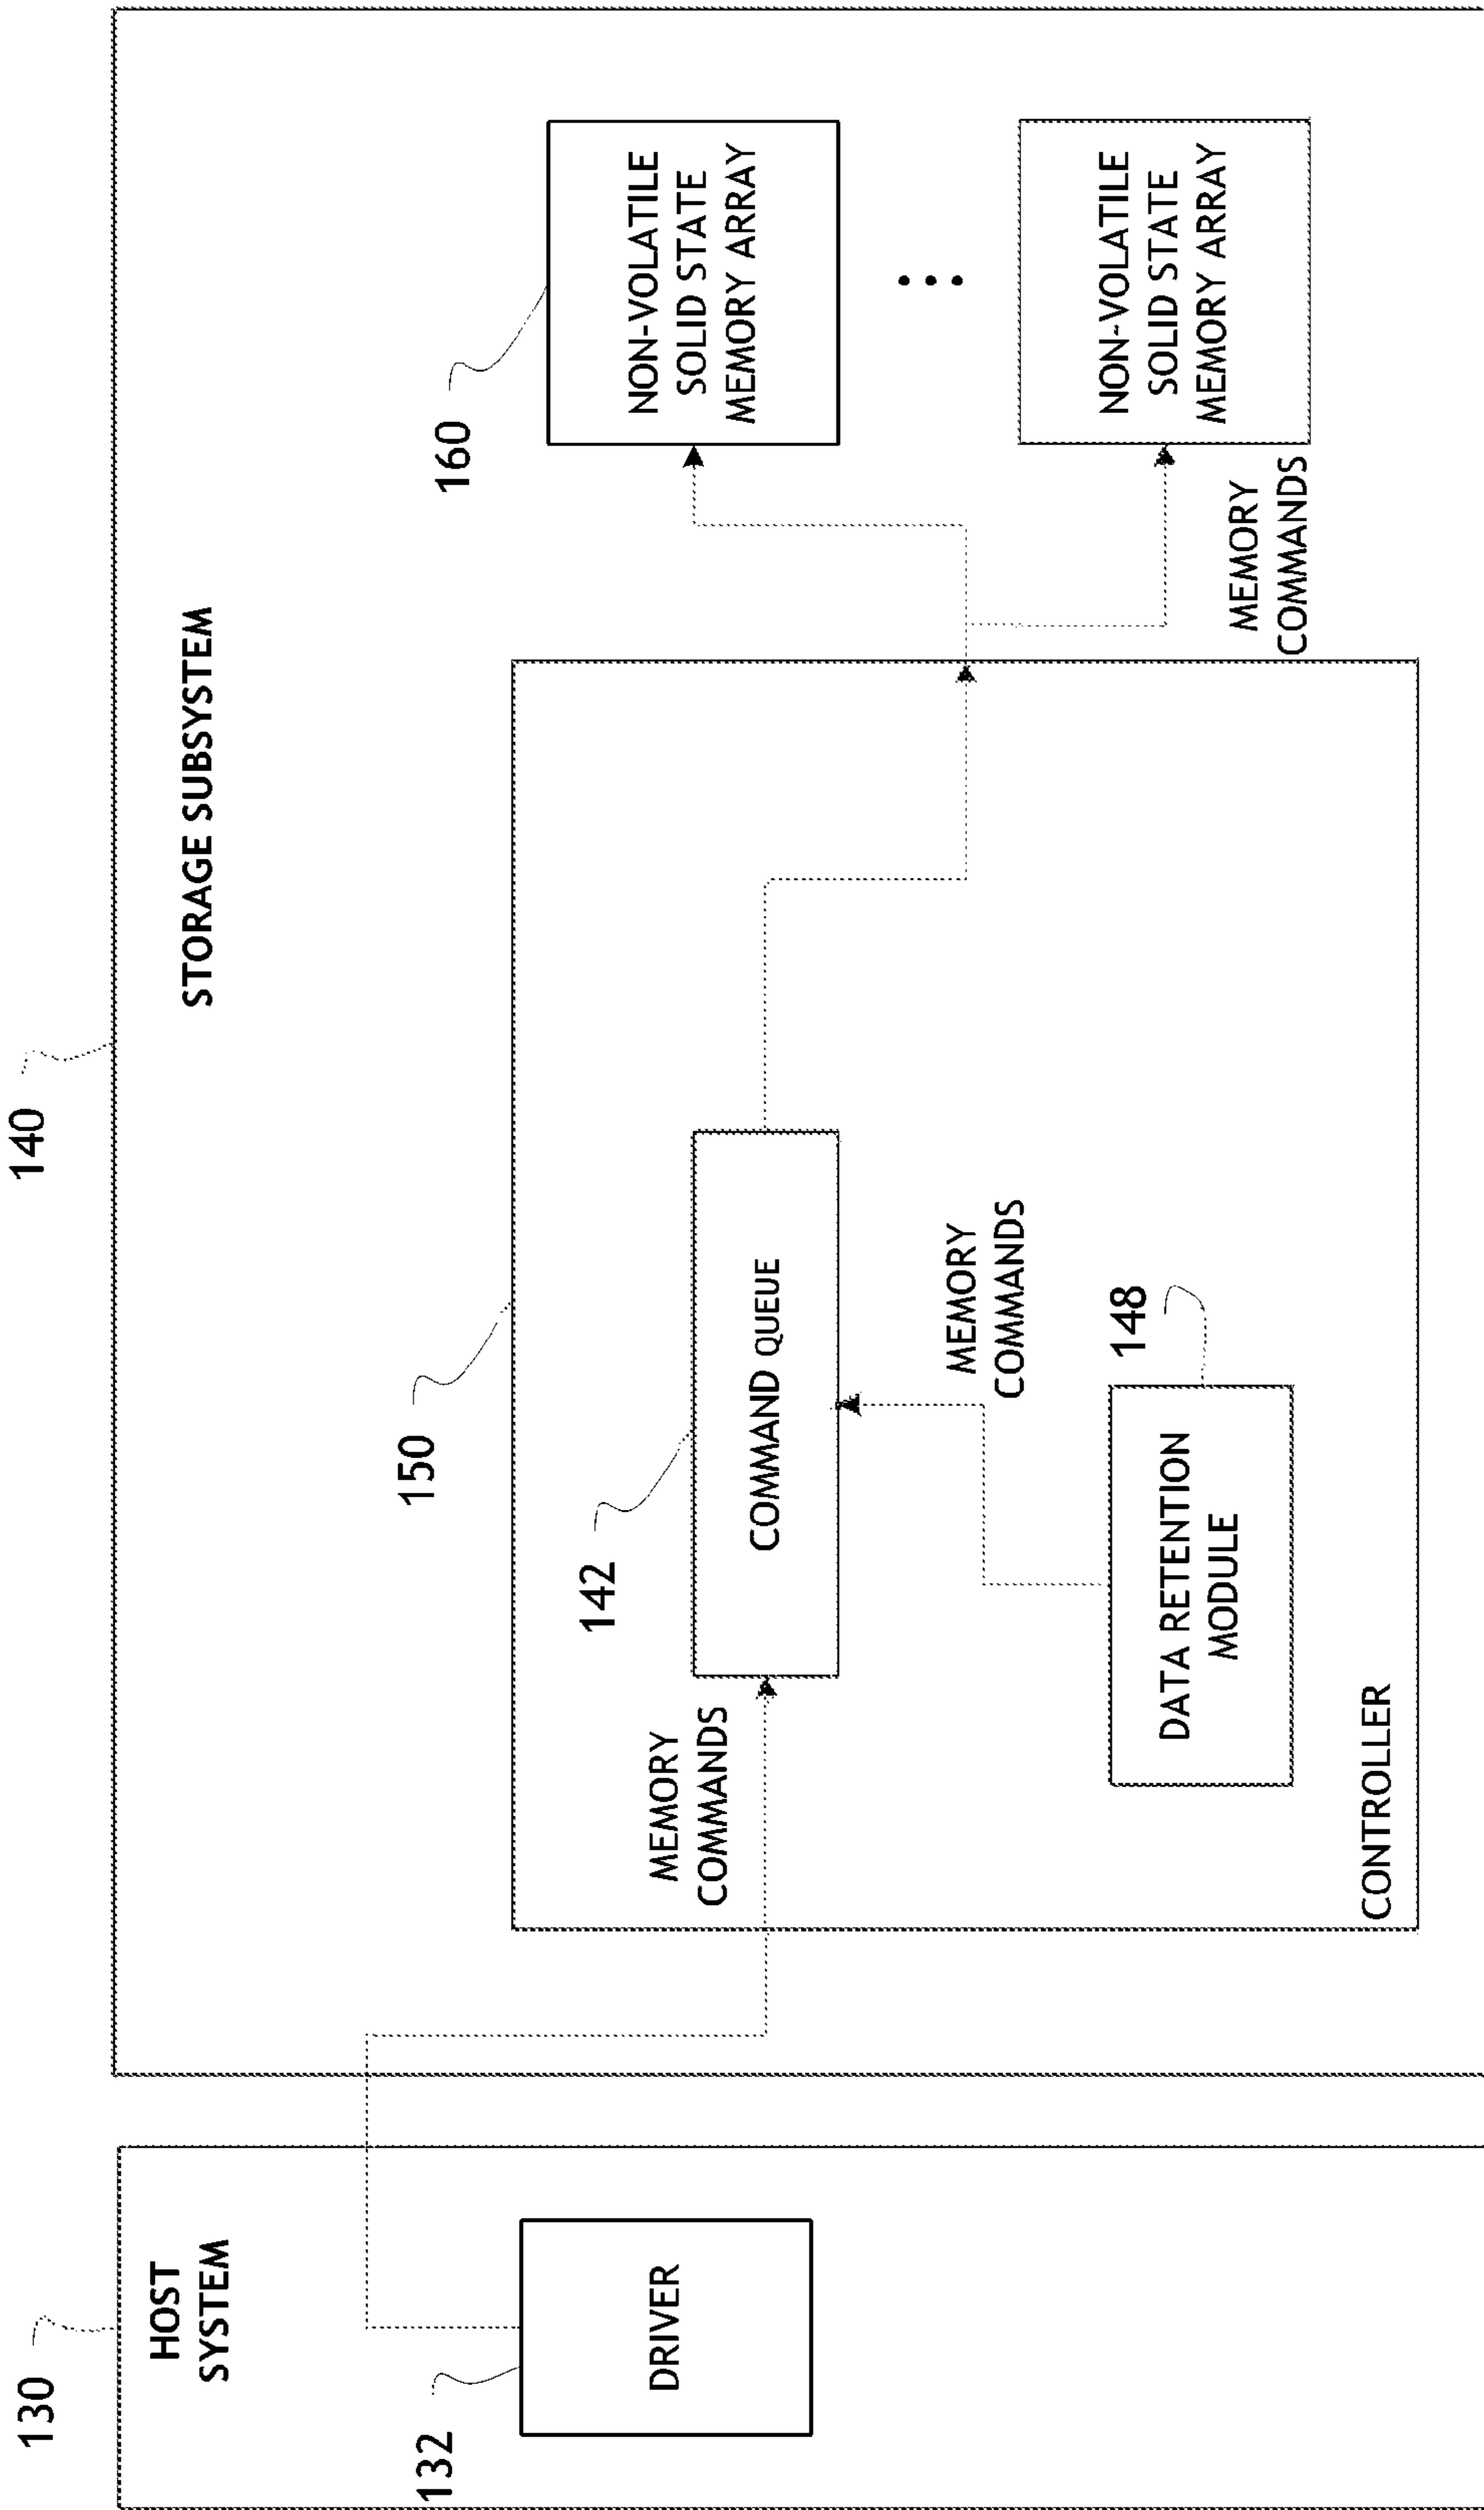 130
HOST
SYSTEM
132
DRIVER
140
STORAGE SUBSYSTEM
150
142
MEMORY
COMMANDS
COMMAND QUEUE
MEMORY
COMMANDS
148
DATA RETENTION
MODULE
CONTROLLER
160
NON-VOLATILE
SOLID STATE
MEMORY ARRAY
NON-VOLATILE
SOLID STATE
MEMORY ARRAY
MEMORY
COMMANDS